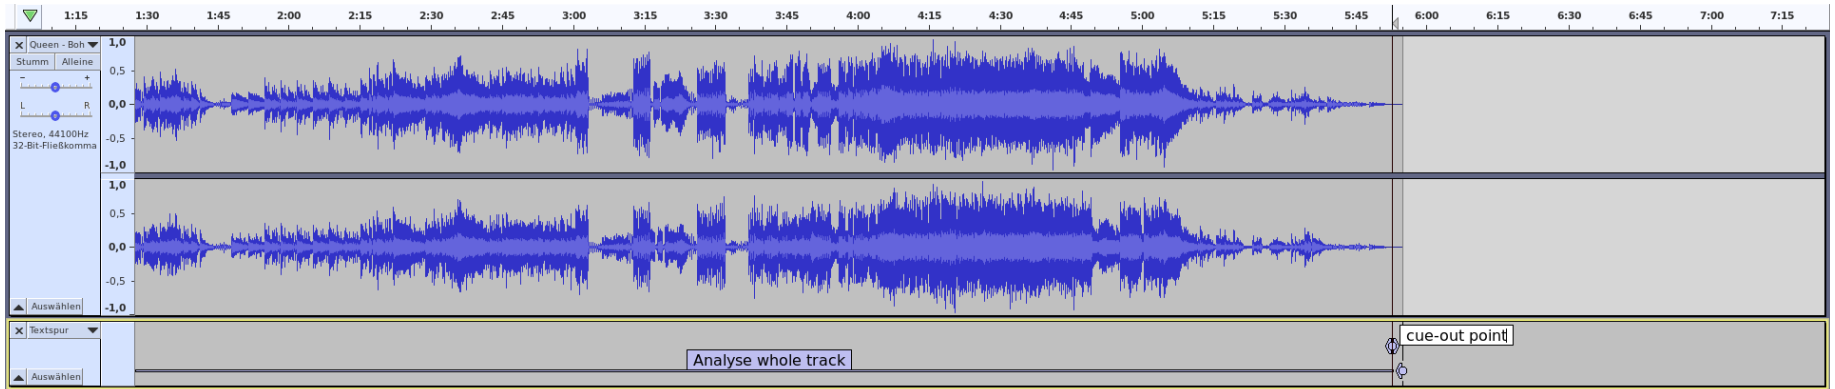 1:15 1:30 1:45 2:00 2:15 2:30 2:45 3:00 3:15 3:30 3:45 4:00 4:15 4:30 4:45 5:00 5:15 5:30 5:45 6:00 6:15 6:30 6:45 7:00 7:15
Queen - Boh
Stumm Alleine
- +
L R
Stereo, 44100Hz
32-Bit-Fließkomma
Auswählen
1,0
0,5
0,0
-0,5
-1,0
1,0
0,5
0,0
-0,5
-1,0
Textspur
Auswählen
cue-out point
Analyse whole track